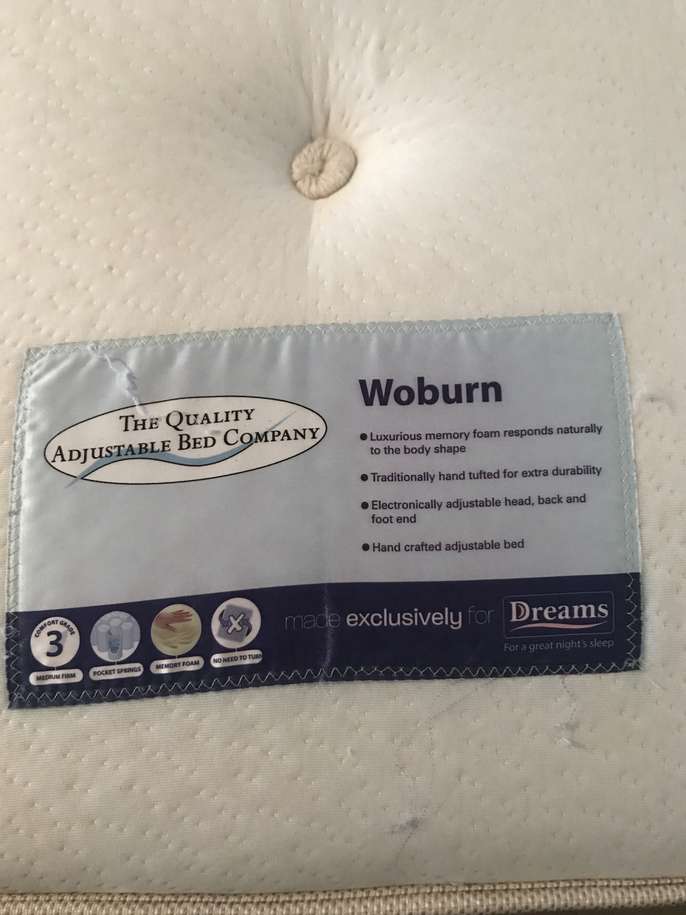 THE QUALITY
ADJUSTABLE BED COMPANY
Woburn
● Luxurious memory foam responds naturally
to the body shape
● Traditionally hand tufted for extra durability
● Electronically adjustable head, back and
foot end
● Hand crafted adjustable bed
COMFORT GRADE
3
MEDIUM FIRM
POCKET SPRINGS
MEMORY FOAM
NO NEED TO TURN
made exclusively for
Dreams
For a great night's sleep